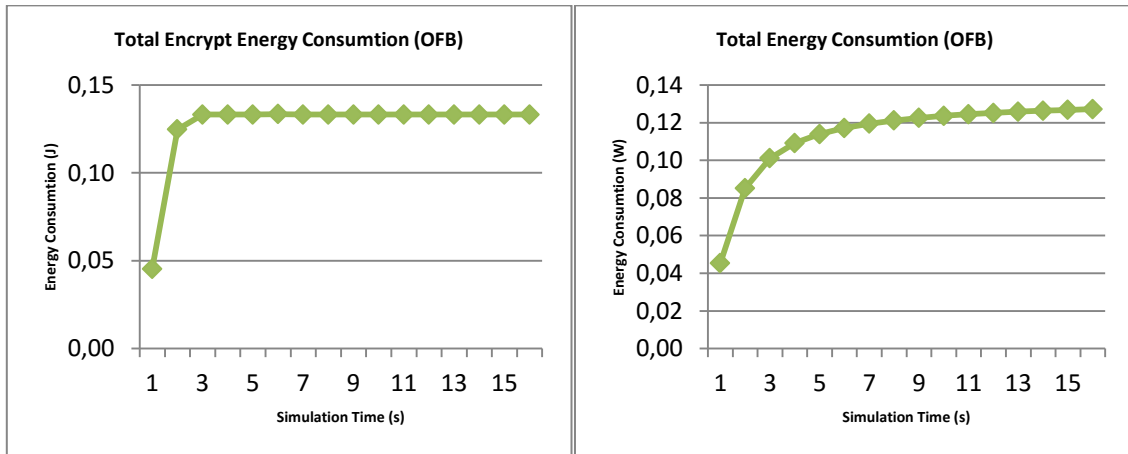 Total Encrypt Energy Consumtion (OFB)
Energy Consumtion (J)
0,15
0,10
0,05
0,00
1 3 5 7 9 11 13 15
Simulation Time (s)
Total Energy Consumtion (OFB)
Energy Consumtion (W)
0,14
0,12
0,10
0,08
0,06
0,04
0,02
0,00
1 3 5 7 9 11 13 15
Simulation Time (s)